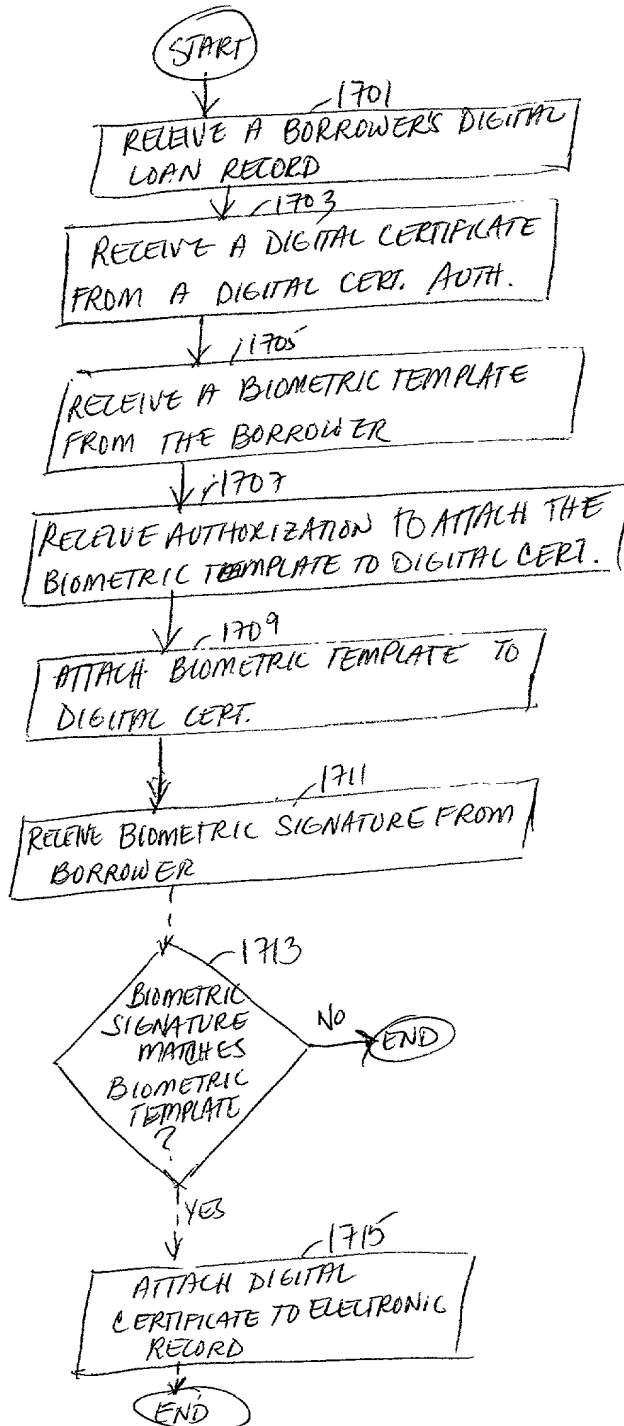 START
1701
RECEIVE A BORROWER'S DIGITAL
LOAN RECORD
1703
RECEIVE A DIGITAL CERTIFICATE
FROM A DIGITAL CERT. AUTH.
1705
RECEIVE A BIOMETRIC TEMPLATE
FROM THE BORROWER
1707
RECEIVE AUTHORIZATION TO ATTACH THE
BIOMETRIC TEMPLATE TO DIGITAL CERT.
1709
ATTACH BIOMETRIC TEMPLATE TO
DIGITAL CERT.
1711
RECEIVE BIOMETRIC SIGNATURE FROM
BORROWER
1713
BIOMETRIC
SIGNATURE
MATCHES
BIOMETRIC
TEMPLATE
?
NO
END
YES
1715
ATTACH DIGITAL
CERTIFICATE TO ELECTRONIC
RECORD
END